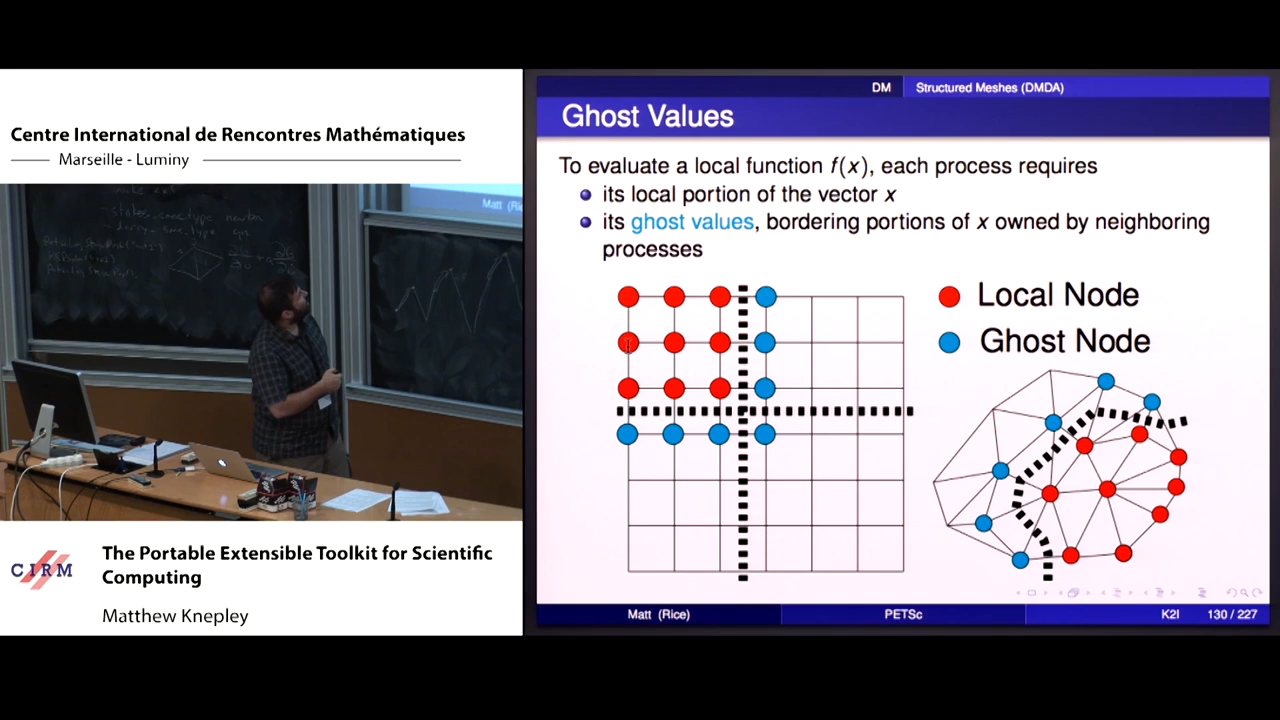 Centre International de Rencontres Mathématiques
Marseille - Luminy
Matt (Ri
The Portable Extensible Toolkit for Scientific
Computing
CIRM
Matthew Knepley
DM
Structured Meshes (DMDA)
Ghost Values
To evaluate a local function f(x), each process requires
its local portion of the vector x
its ghost values, bordering portions of x owned by neighboring
processes
Local Node
Ghost Node
Matt (Rice)
PETSc
K2I
130 / 227